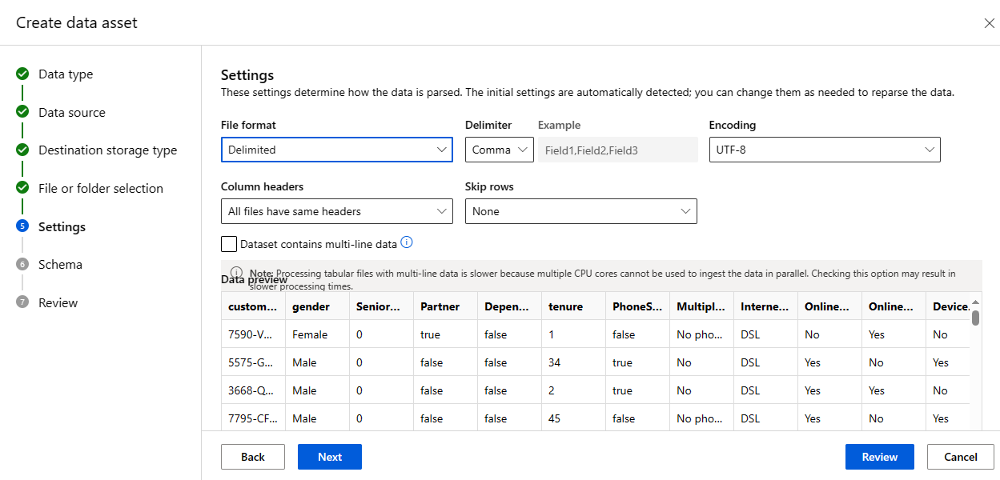 Create data asset
Data type
Data source
Destination storage type
File or folder selection
5 Settings
6 Schema
7 Review
Settings
These settings determine how the data is parsed. The initial settings are automatically detected; you can change them as needed to reparse the data.
File format Delimiter Example Encoding
Delimited Comma Field1,Field2,Field3 UTF-8
Column headers Skip rows
All files have same headers None
Dataset contains multi-line data
Note: Processing tabular files with multi-line data is slower because multiple CPU cores cannot be used to ingest the data in parallel. Checking this option may result in
slower processing times.
Data preview
custom... gender Senior... Partner Depen... tenure PhoneS... Multipl... Interne... Online... Online... Device.
7590-V... Female 0 true false 1 false No pho... DSL No Yes No
5575-G... Male 0 false false 34 true No DSL Yes No Yes
3668-Q... Male 0 false false 2 true No DSL Yes Yes No
7795-CF... Male 0 false false 45 false No pho... DSL Yes No Yes
Back Next Review Cancel